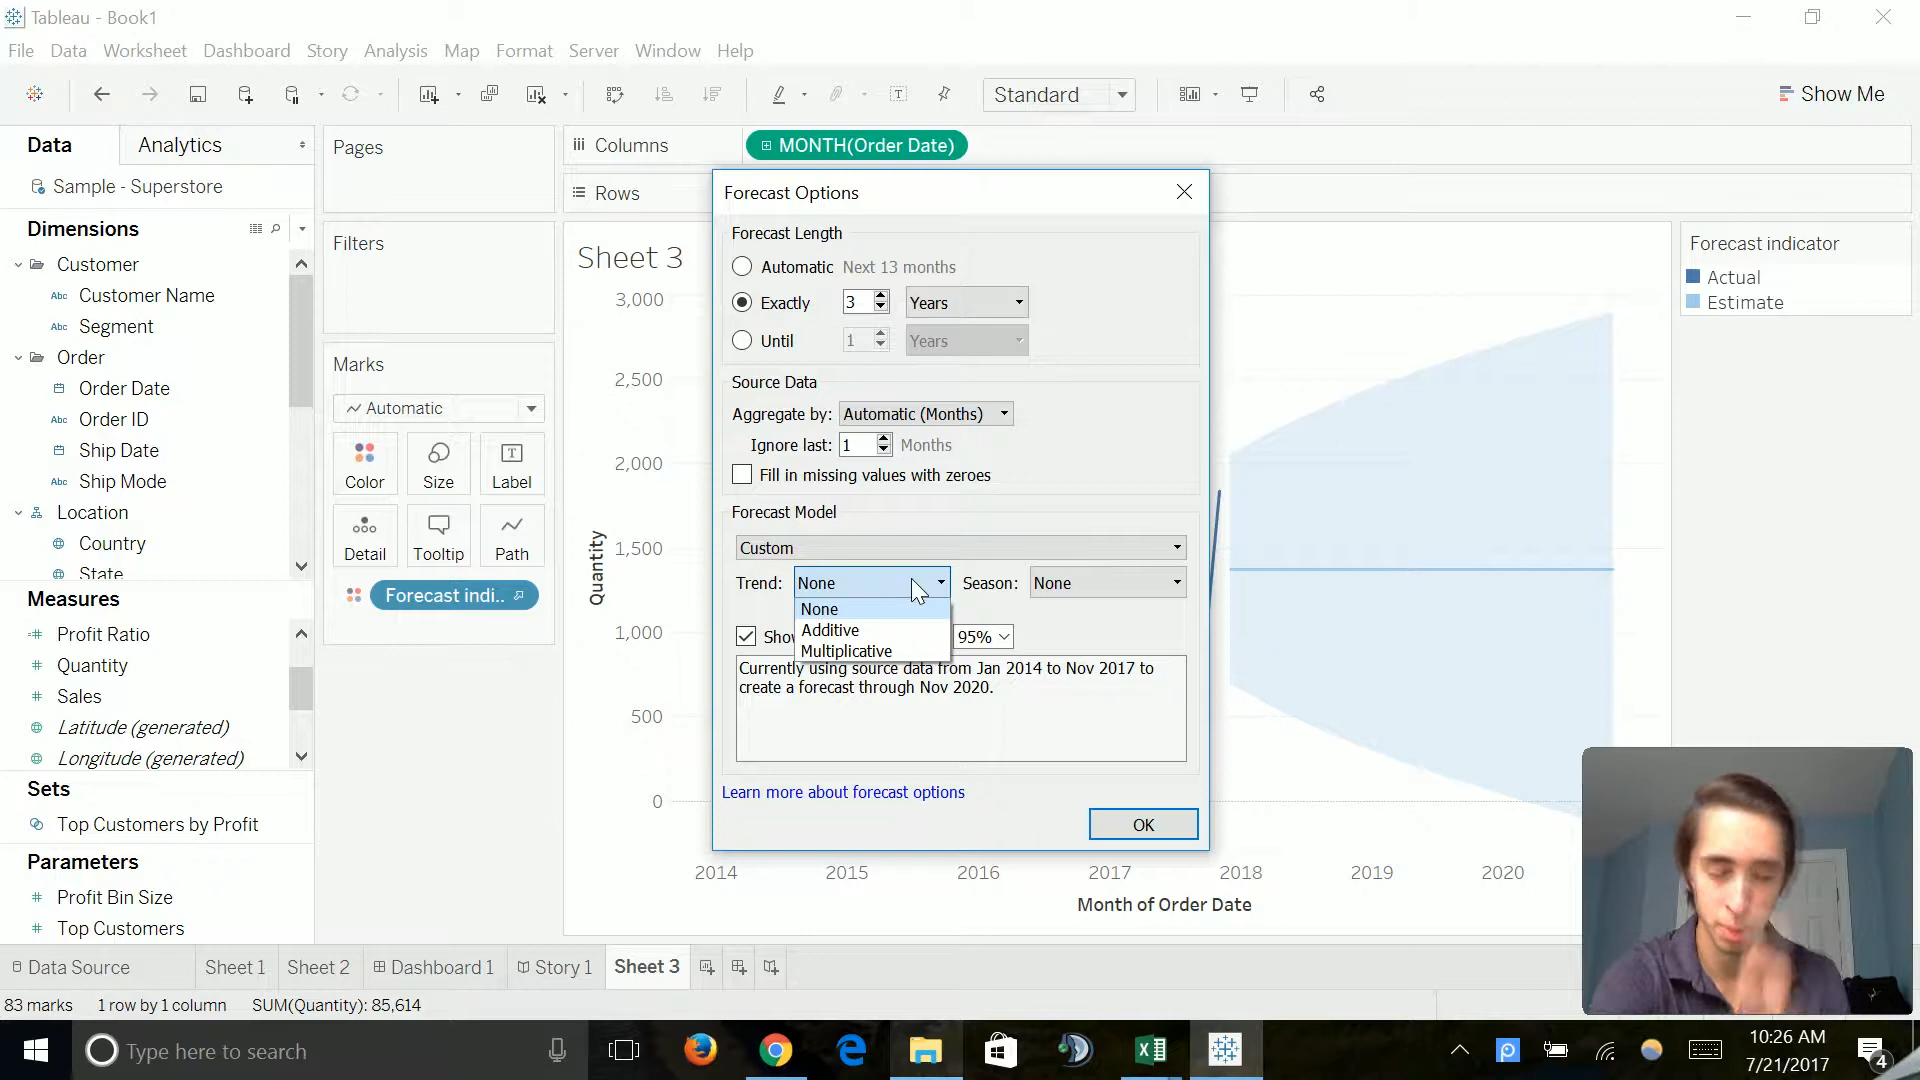 Tableau - Book1
File Data Worksheet Dashboard Story Analysis Map Format Server Window Help
Standard
Show Me
Data
Analytics
Pages
Columns
MONTH(Order Date)
Sample - Superstore
Rows
Dimensions
Filters
Customer
Abc Customer Name
Abc Segment
Order
Order Date
Abc Order ID
Ship Date
Abc Ship Mode
Location
Country
State
Measures
Profit Ratio
Quantity
Sales
Latitude (generated)
Longitude (generated)
Sets
Top Customers by Profit
Parameters
Profit Bin Size
Top Customers
Marks
Automatic
Color
Size
Label
Detail
Tooltip
Path
Forecast indi..
Sheet 3
3,000
2,500
2,000
1,500
1,000
500
0
Quantity
2014 2015 2016 2017 2018 2019 2020
Month of Order Date
Forecast Options
Forecast Length
Automatic Next 13 months
Exactly 3 Years
Until 1 Years
Source Data
Aggregate by: Automatic (Months)
Ignore last: 1 Months
Fill in missing values with zeroes
Forecast Model
Custom
Trend: None Season: None
None
Additive
Multiplicative
95%
Currently using source data from Jan 2014 to Nov 2017 to
create a forecast through Nov 2020.
Learn more about forecast options
OK
Forecast indicator
Actual
Estimate
Data Source Sheet 1 Sheet 2 Dashboard 1 Story 1 Sheet 3
83 marks 1 row by 1 column SUM(Quantity): 85,614
Type here to search
10:26 AM
7/21/2017
4